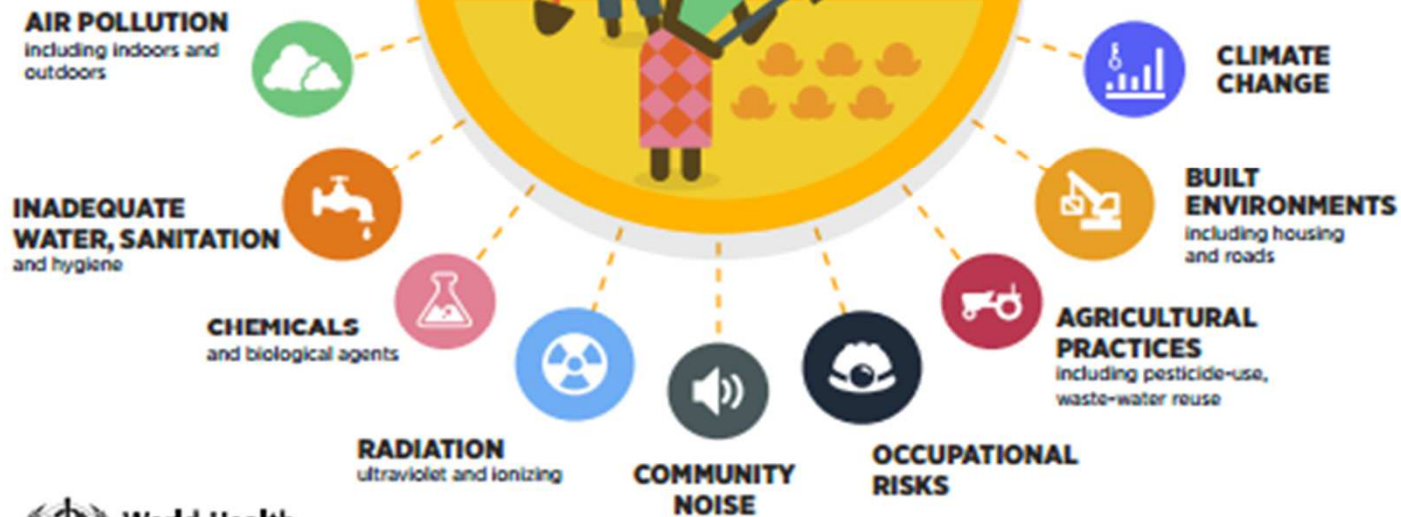 AIR POLLUTION
including indoors and
outdoors
INADEQUATE
WATER, SANITATION
and hygiene
CHEMICALS
and biological agents
RADIATION
ultraviolet and ionizing
COMMUNITY
NOISE
OCCUPATIONAL
RISKS
AGRICULTURAL
PRACTICES
including pesticide-use,
waste-water reuse
BUILT
ENVIRONMENTS
including housing
and roads
CLIMATE
CHANGE
World Health